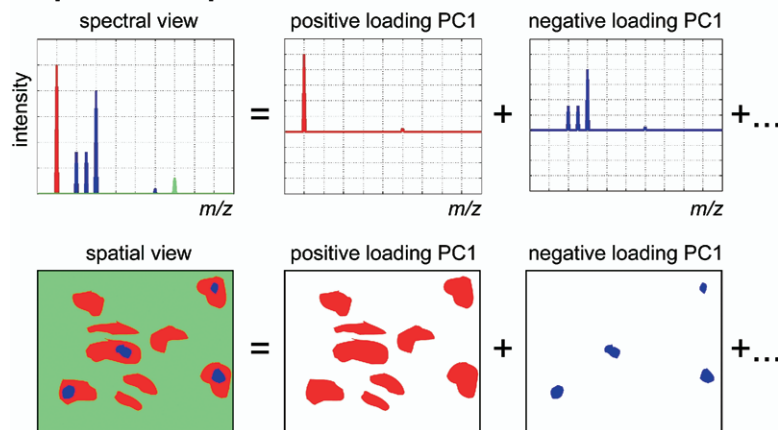 spectral view
positive loading PC1
negative loading PC1
intensity
=
+
+...
m/z
m/z
m/z
spatial view
positive loading PC1
negative loading PC1
=
+
+...